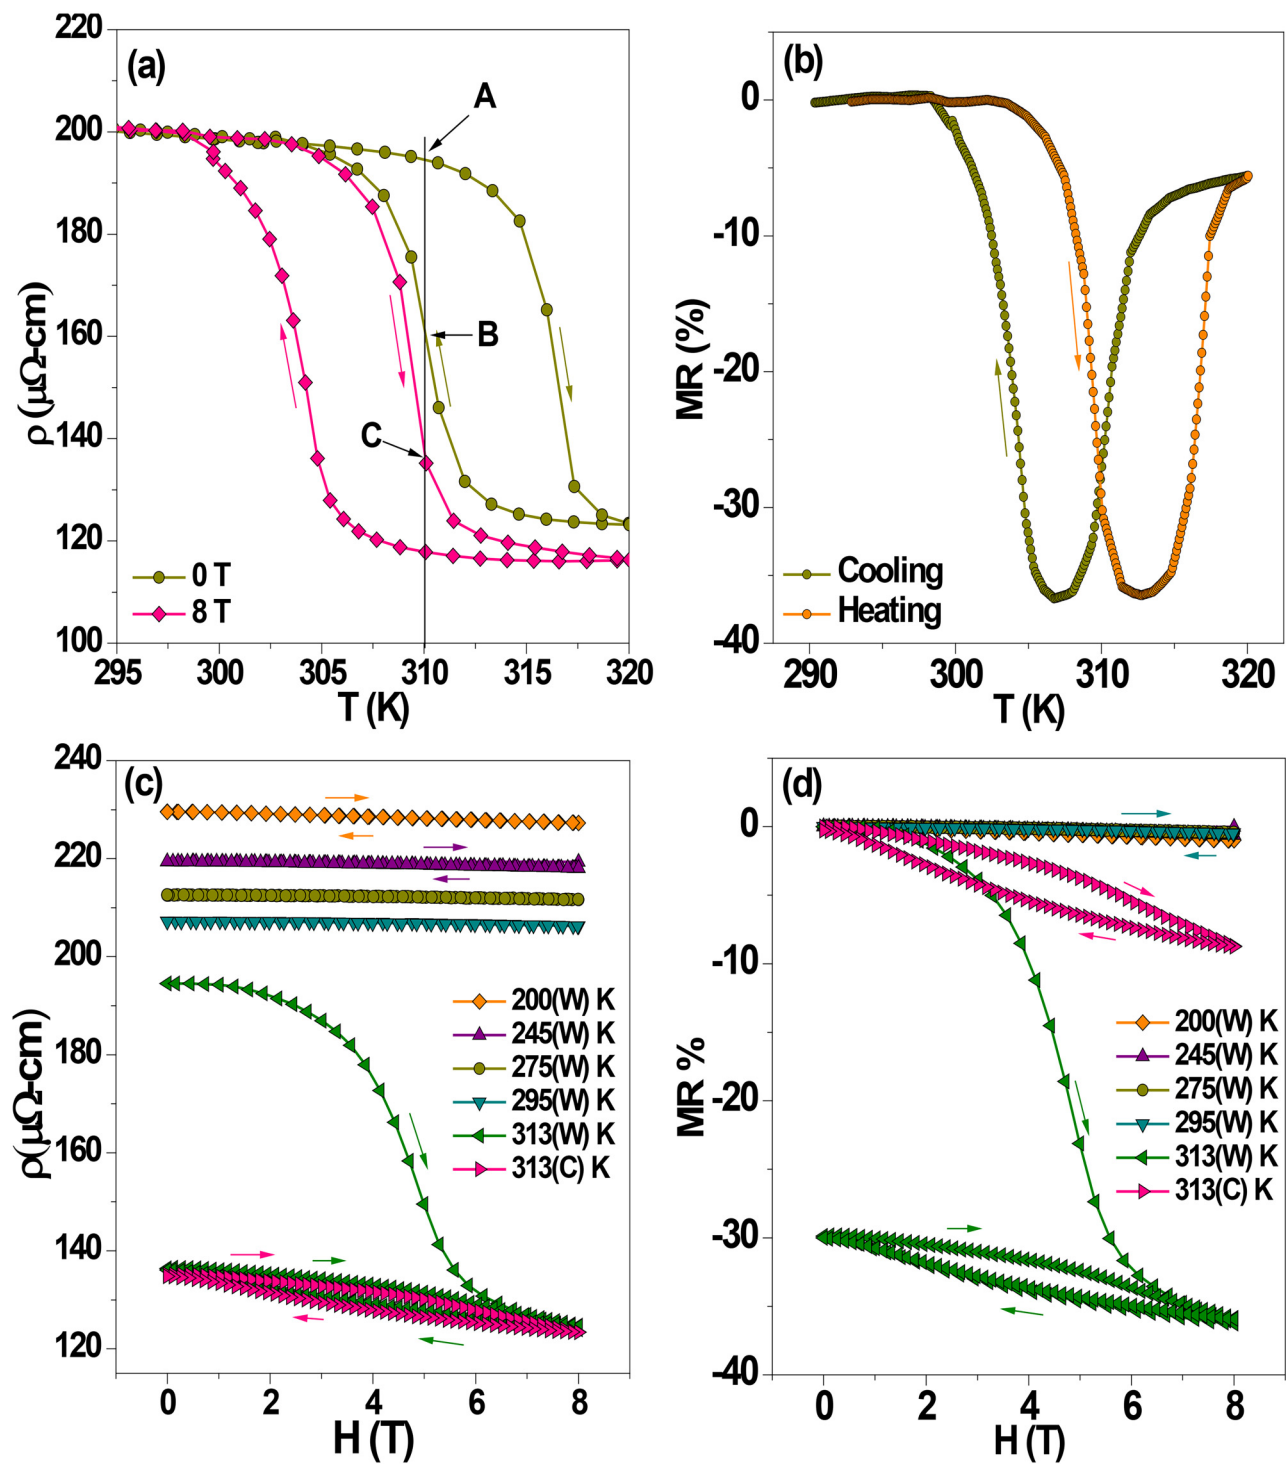 (a)
220
200
180
160
140
120
100
ρ (μΩ-cm)
A
B
C
0 T
8 T
295 300 305 310 315 320
T (K)
(b)
0
-10
-20
-30
-40
MR (%)
Cooling
Heating
290 300 310 320
T (K)
(c)
240
220
200
180
160
140
120
ρ(μΩ-cm)
200(W) K
245(W) K
275(W) K
295(W) K
313(W) K
313(C) K
0 2 4 6 8
H (T)
(d)
0
-10
-20
-30
-40
MR %
200(W) K
245(W) K
275(W) K
295(W) K
313(W) K
313(C) K
0 2 4 6 8
H (T)